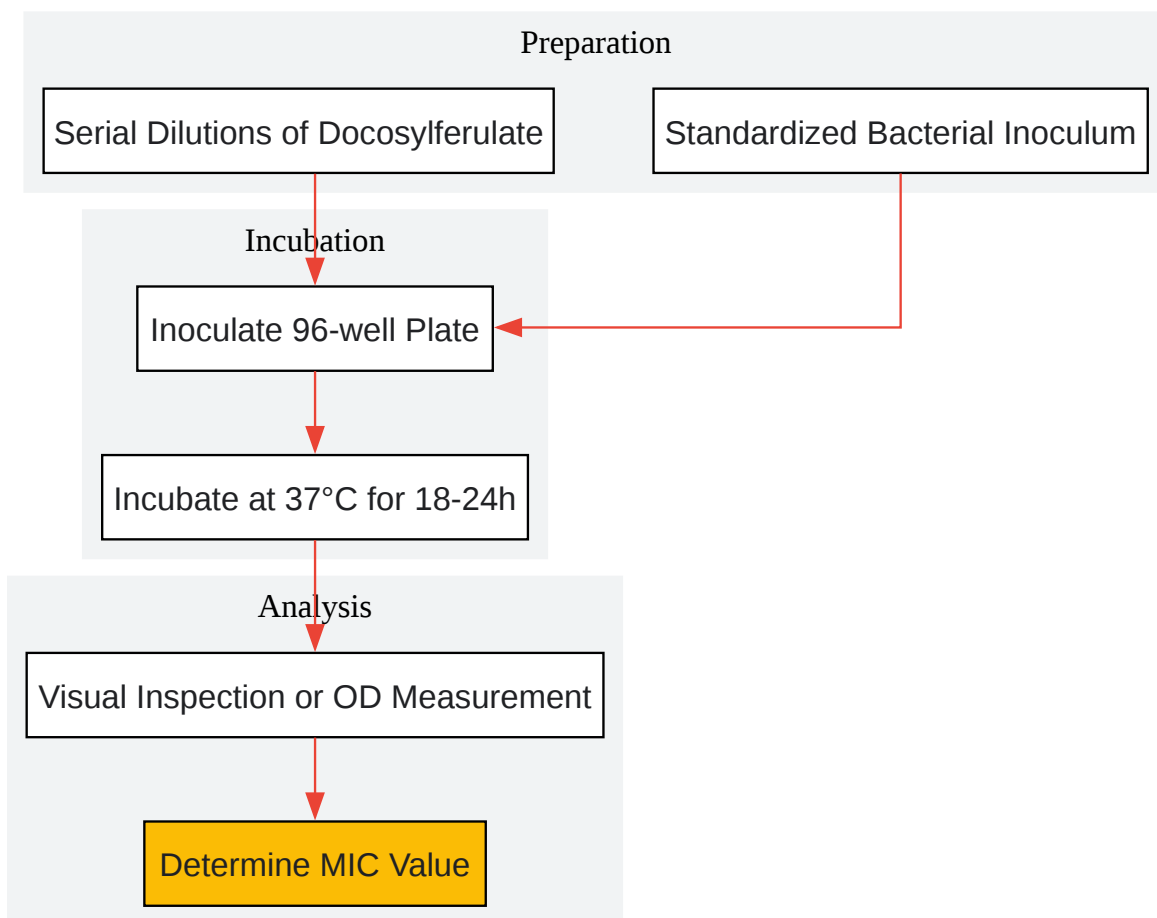 Preparation
Serial Dilutions of Docosylferulate
Standardized Bacterial Inoculum
Incubation
Inoculate 96-well Plate
Incubate at 37°C for 18-24h
Analysis
Visual Inspection or OD Measurement
Determine MIC Value